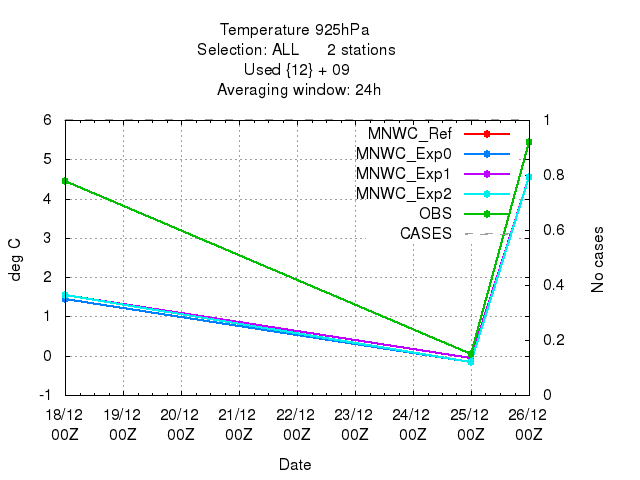 Temperature 925hPa
Selection: ALL 2 stations
Used {12} + 09
Averaging window: 24h
MNWC_Ref
MNWC_Exp0
MNWC_Exp1
MNWC_Exp2
OBS
CASES
6
5
4
3
2
1
0
-1
deg C
1
0.8
0.6
0.4
0.2
0
No cases
18/12 19/12 20/12 21/12 22/12 23/12 24/12 25/12 26/12
00Z 00Z 00Z 00Z 00Z 00Z 00Z 00Z 00Z
Date